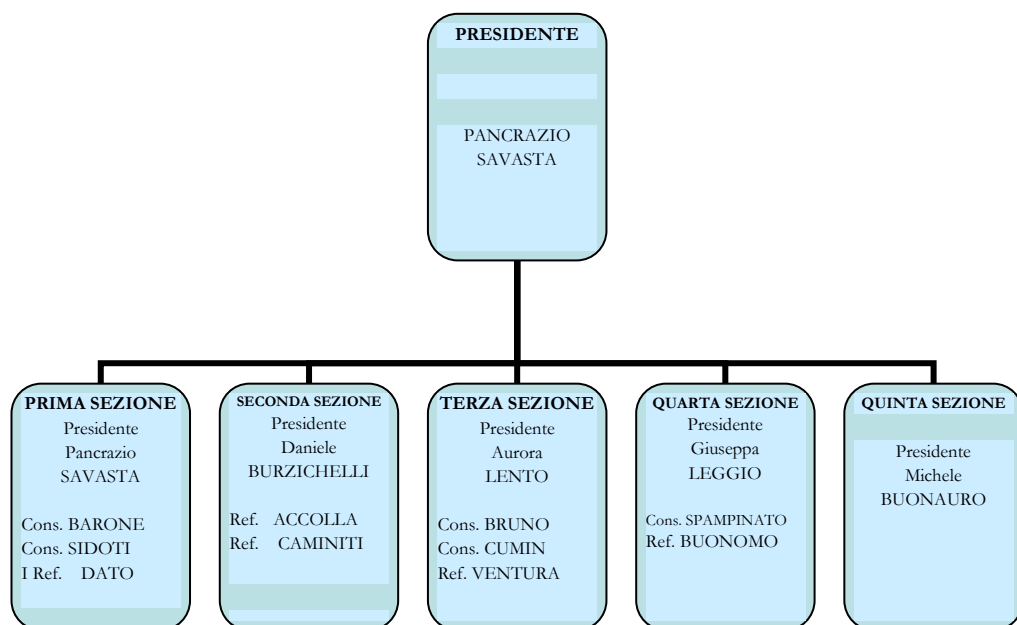 PRESIDENTE
PANCRAZIO
SAVASTA
PRIMA SEZIONE
Presidente
Pancrazio
SAVASTA
Cons. BARONE
Cons. SIDOTI
I Ref. DATO
SECONDA SEZIONE
Presidente
Daniele
BURZICHELLI
Ref. ACCOLLA
Ref. CAMINITI
TERZA SEZIONE
Presidente
Aurora
LENTO
Cons. BRUNO
Cons. CUMIN
Ref. VENTURA
QUARTA SEZIONE
Presidente
Giuseppa
LEGGIO
Cons. SPAMPINATO
Ref. BUONOMO
QUINTA SEZIONE
Presidente
Michele
BUONAURO